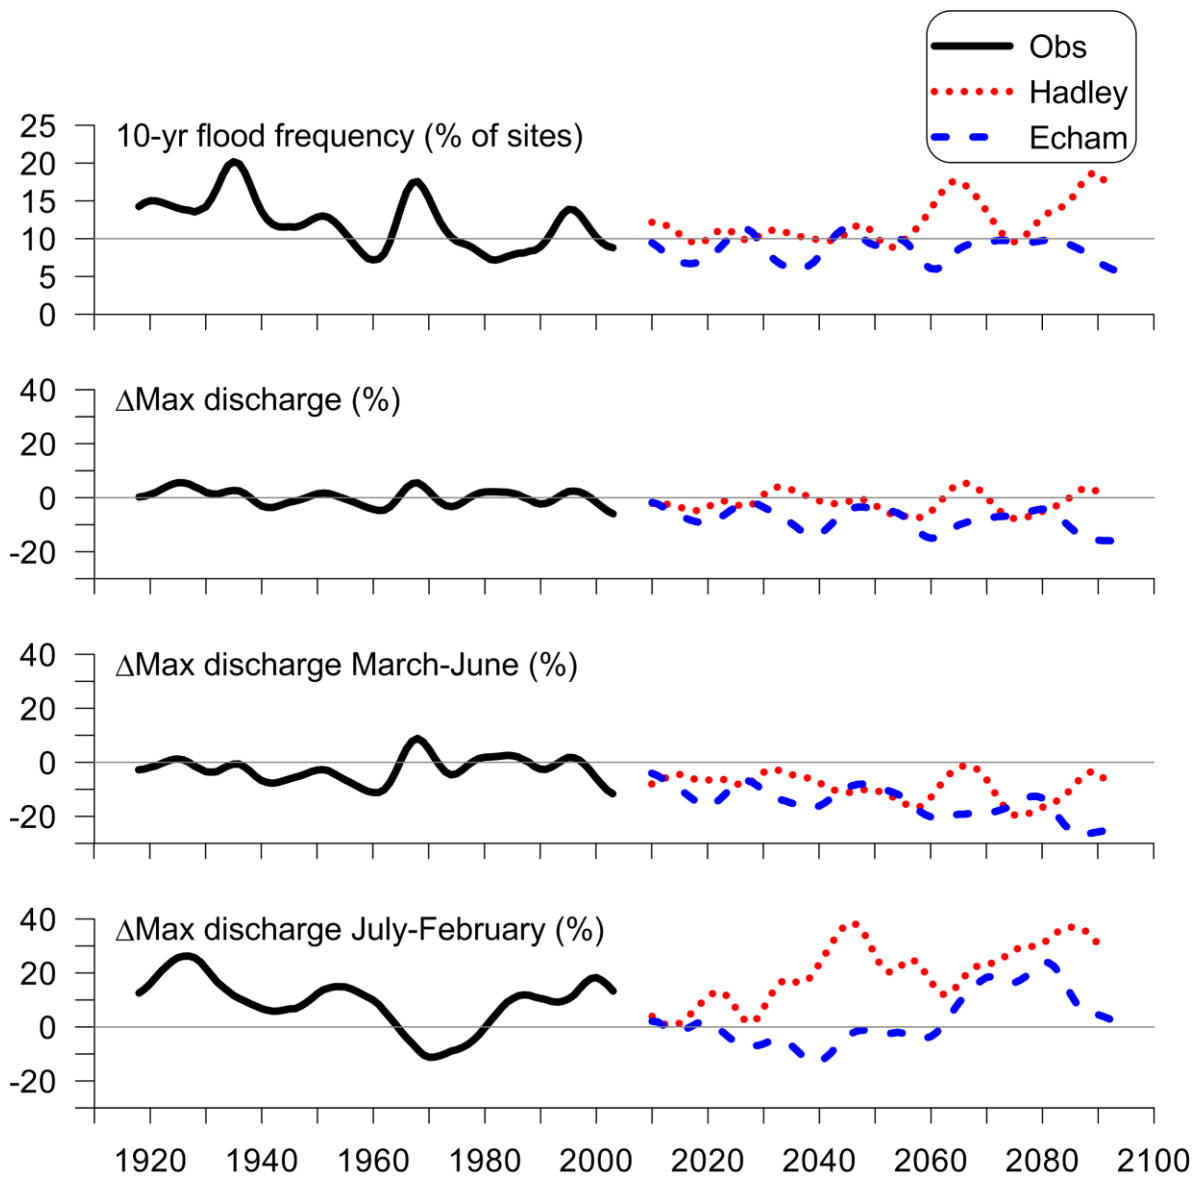 Obs
Hadley
Echam
10-yr flood frequency (% of sites)
25
20
15
10
5
0
ΔMax discharge (%)
40
20
0
-20
ΔMax discharge March-June (%)
40
20
0
-20
ΔMax discharge July-February (%)
40
20
0
-20
1920 1940 1960 1980 2000 2020 2040 2060 2080 2100